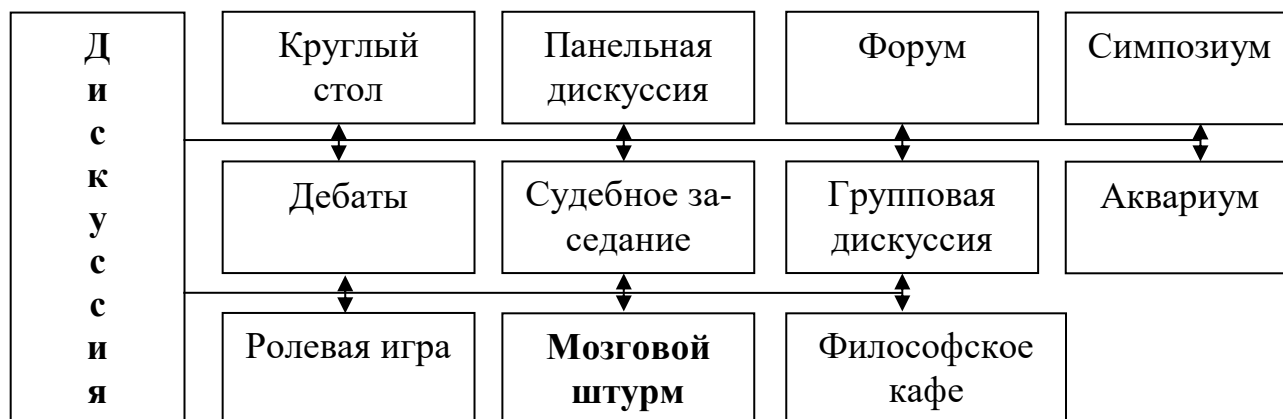 Дискуссия
Круглый
стол
Панельная
дискуссия
Форум
Симпозиум
Дебаты
Судебное за-
седание
Групповая
дискуссия
Аквариум
Ролевая игра
Мозговой
штурм
Философское
кафе